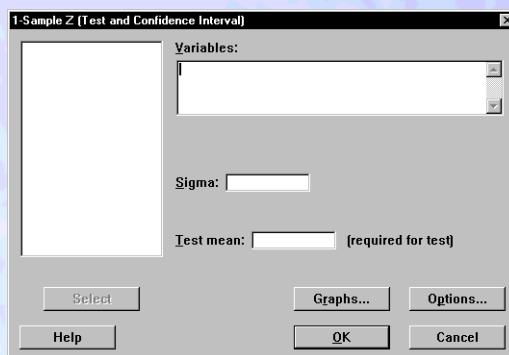 1-Sample Z (Test and Confidence Interval)
Variables:
Sigma:
Test mean: (required for test)
Select Graphs... Options...
Help OK Cancel